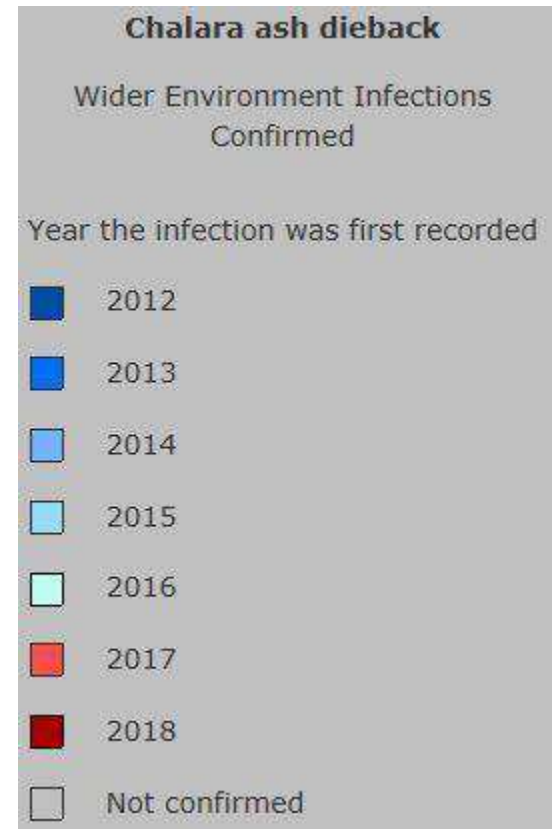 Chalara ash dieback
Wider Environment Infections
Confirmed
Year the infection was first recorded
2012
2013
2014
2015
2016
2017
2018
Not confirmed